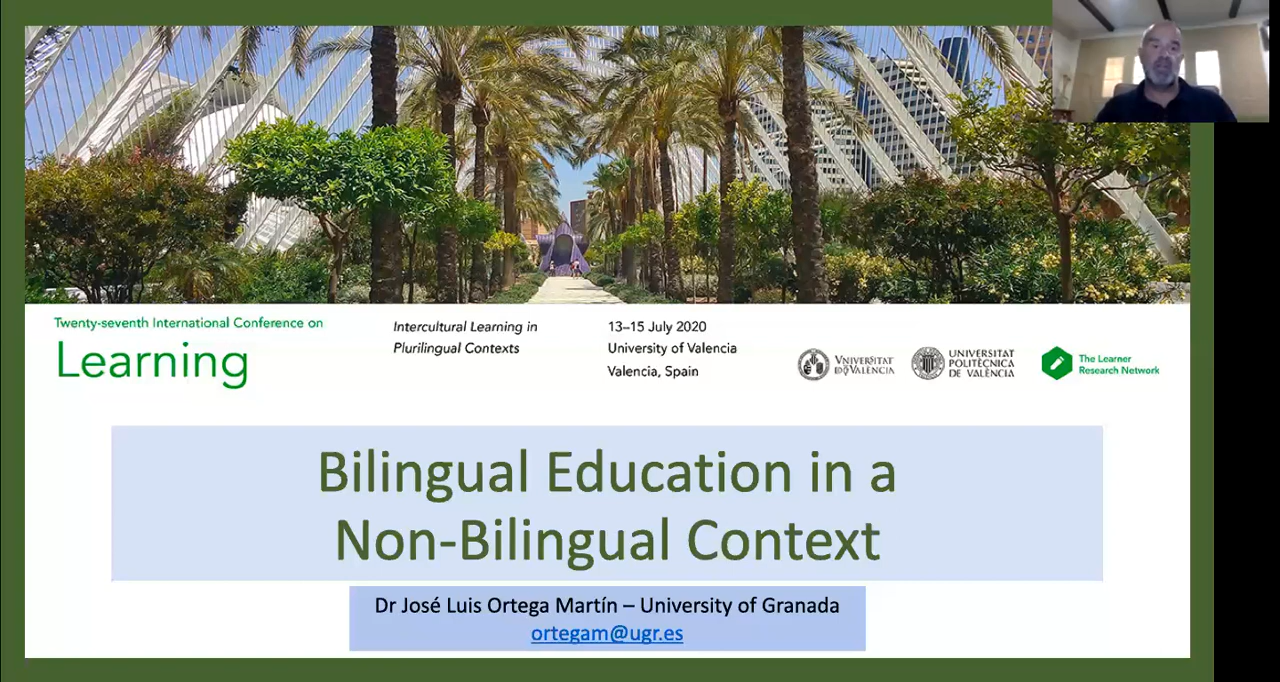 Twenty-seventh International Conference on
Learning
Intercultural Learning in
Plurilingual Contexts
13–15 July 2020
University of Valencia
Valencia, Spain
VNIVERSITAT
ID VALÈNCIA
UNIVERSITAT
POLITÈCNICA
DE VALÈNCIA
The Learner
Research Network
Bilingual Education in a
Non-Bilingual Context
Dr José Luis Ortega Martín – University of Granada
ortegam@ugr.es